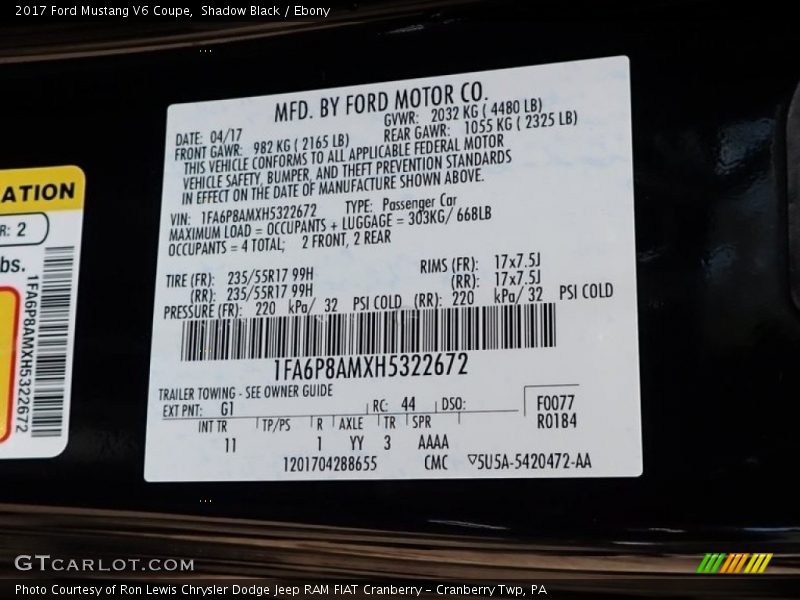 2017 Ford Mustang V6 Coupe, Shadow Black / Ebony
MFD. BY FORD MOTOR CO.
DATE: 04/17 GVWR: 2032 KG ( 4480 LB)
FRONT GAWR: 982 KG ( 2165 LB) REAR GAWR: 1055 KG ( 2325 LB)
THIS VEHICLE CONFORMS TO ALL APPLICABLE FEDERAL MOTOR
VEHICLE SAFETY, BUMPER, AND THEFT PREVENTION STANDARDS
IN EFFECT ON THE DATE OF MANUFACTURE SHOWN ABOVE.
VIN: 1FA6P8AMXH5322672 TYPE: Passenger Car
MAXIMUM LOAD = OCCUPANTS + LUGGAGE = 303KG/ 668LB
OCCUPANTS = 4 TOTAL; 2 FRONT, 2 REAR
TIRE (FR): 235/55R17 99H RIMS (FR): 17x7.5J
(RR): 235/55R17 99H (RR): 17x7.5J
PRESSURE (FR): 220 kPa/ 32 PSI COLD (RR): 220 kPa/ 32 PSI COLD
1FA6P8AMXH5322672
TRAILER TOWING - SEE OWNER GUIDE
EXT PNT: G1 RC: 44 DSO: F0077
R0184
INT TR TP/PS R AXLE TR SPR
11 1 YY 3 AAAA
1201704288655 CMC ▽5U5A-5420472-AA
ATION
R: 2
bs.
1FA6P8AMXH5322672
GTCARLOT.COM
Photo Courtesy of Ron Lewis Chrysler Dodge Jeep RAM FIAT Cranberry - Cranberry Twp, PA